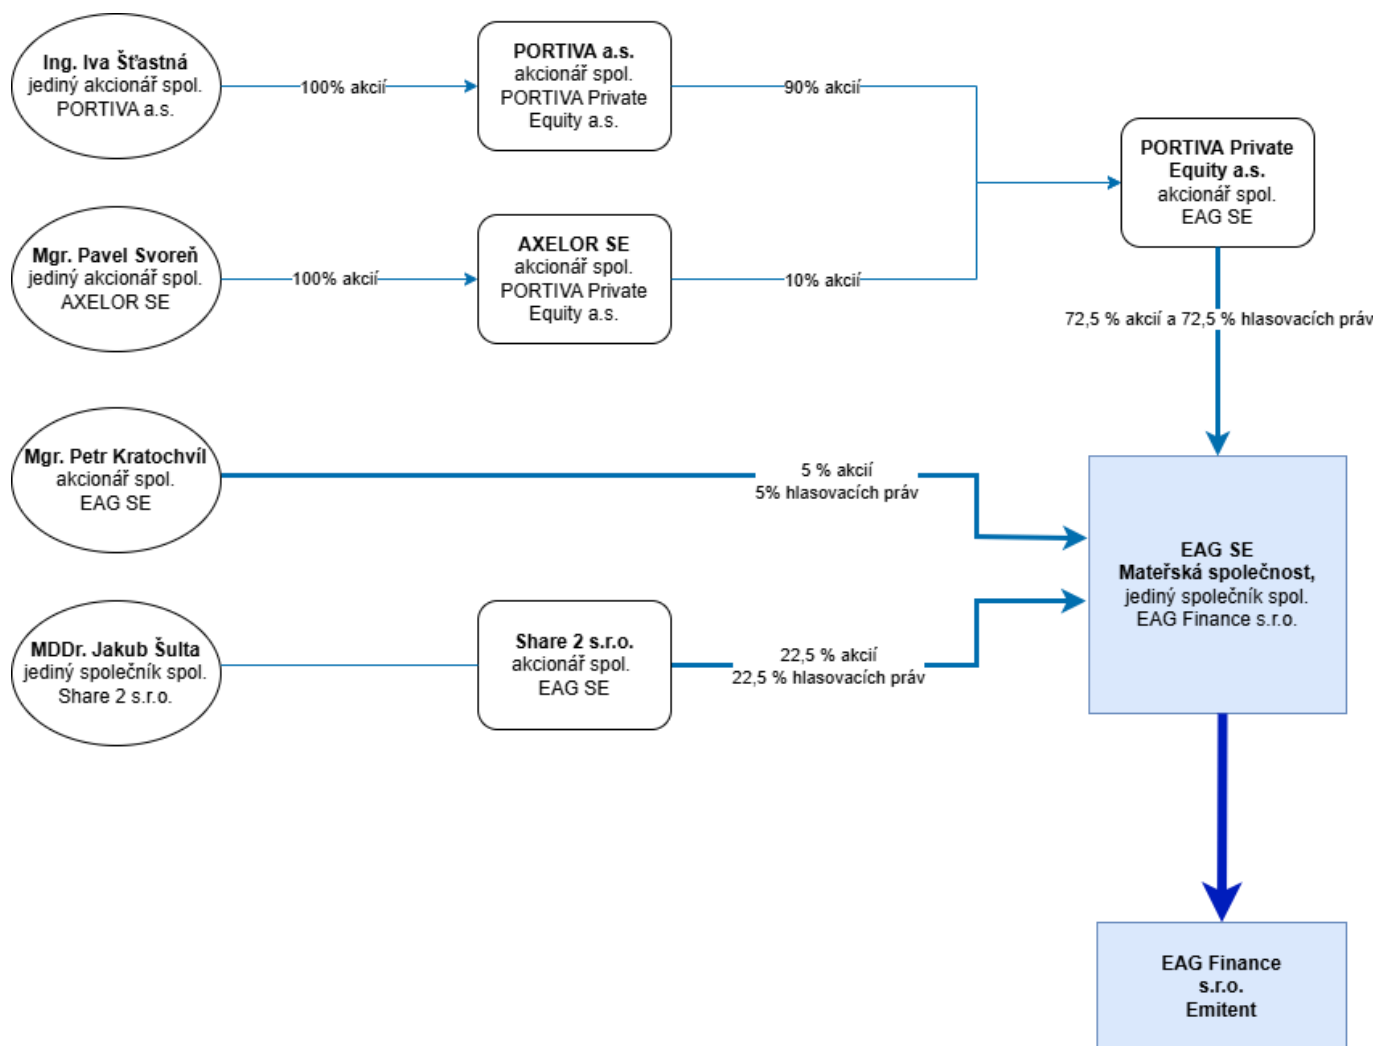 Ing. Iva Šťastná
jediný akcionář spol.
PORTIVA a.s.
100% akcií
PORTIVA a.s.
akcionář spol.
PORTIVA Private
Equity a.s.
90% akcií
PORTIVA Private
Equity a.s.
akcionář spol.
EAG SE
Mgr. Pavel Svoreň
jediný akcionář spol.
AXELOR SE
100% akcií
AXELOR SE
akcionář spol.
PORTIVA Private
Equity a.s.
10% akcií
72,5 % akcií a 72,5 % hlasovacích práv
Mgr. Petr Kratochvíl
akcionář spol.
EAG SE
5 % akcií
5% hlasovacích práv
EAG SE
Mateřská společnost,
jediný společník spol.
EAG Finance s.r.o.
MDDr. Jakub Šulta
jediný společník spol.
Share 2 s.r.o.
Share 2 s.r.o.
akcionář spol.
EAG SE
22,5 % akcií
22,5 % hlasovacích práv
EAG Finance
s.r.o.
Emitent